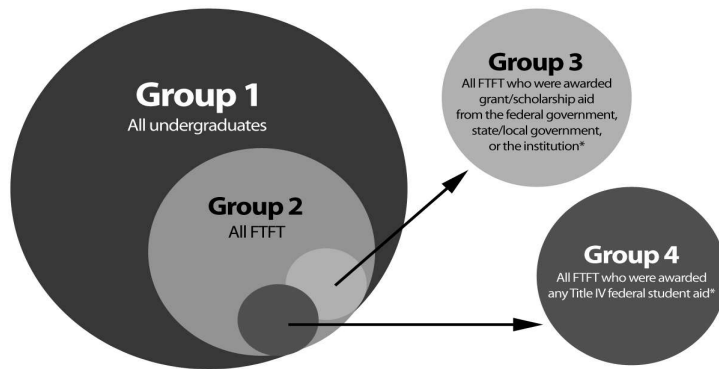 Group 1
All undergraduates
Group 2
All FTFT
Group 3
All FTFT who were awarded
grant/scholarship aid
from the federal government,
state/local government,
or the institution*
Group 4
All FTFT who were awarded
any Title IV federal student aid*